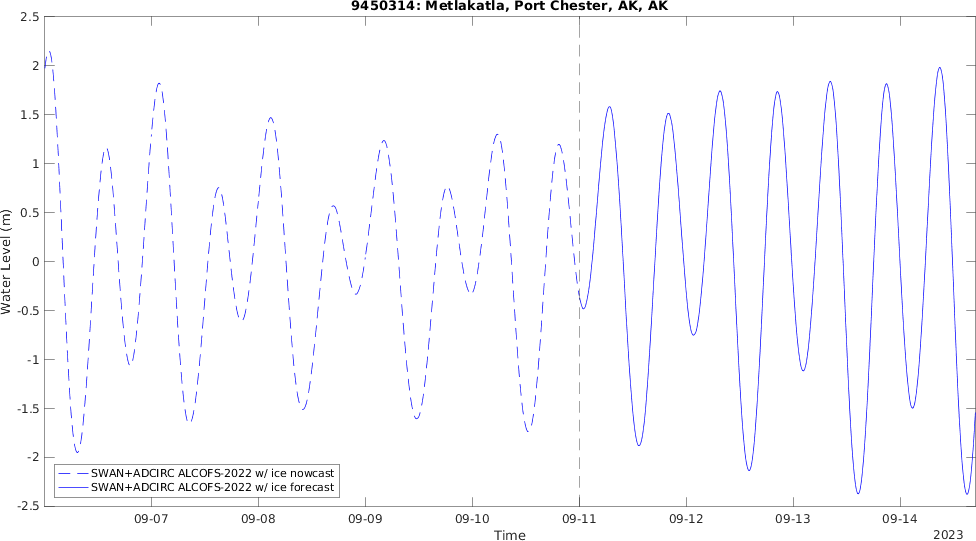 9450314: Metlakatla, Port Chester, AK, AK
2.5
2
1.5
1
0.5
0
-0.5
-1
-1.5
-2
-2.5
Water Level (m)
SWAN+ADCIRC ALCOFS-2022 w/ ice nowcast
SWAN+ADCIRC ALCOFS-2022 w/ ice forecast
09-07 09-08 09-09 09-10 09-11 09-12 09-13 09-14
Time
2023